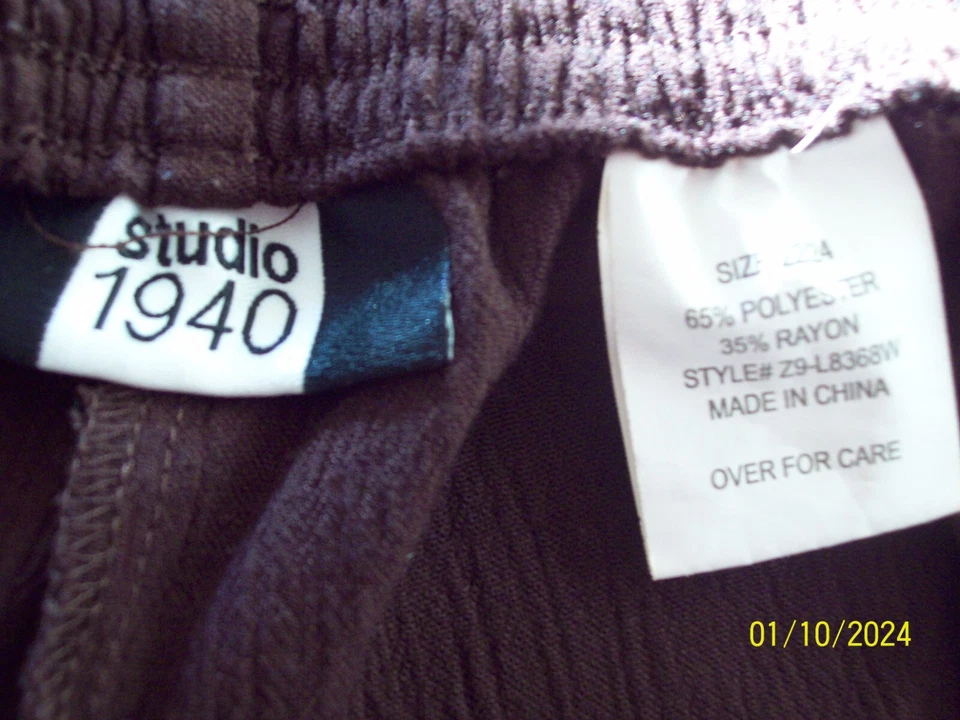 studio
1940
SIZE
65% POLYESTER
35% RAYON
STYLE# Z9-L8368W
MADE IN CHINA
OVER FOR CARE
01/10/2024